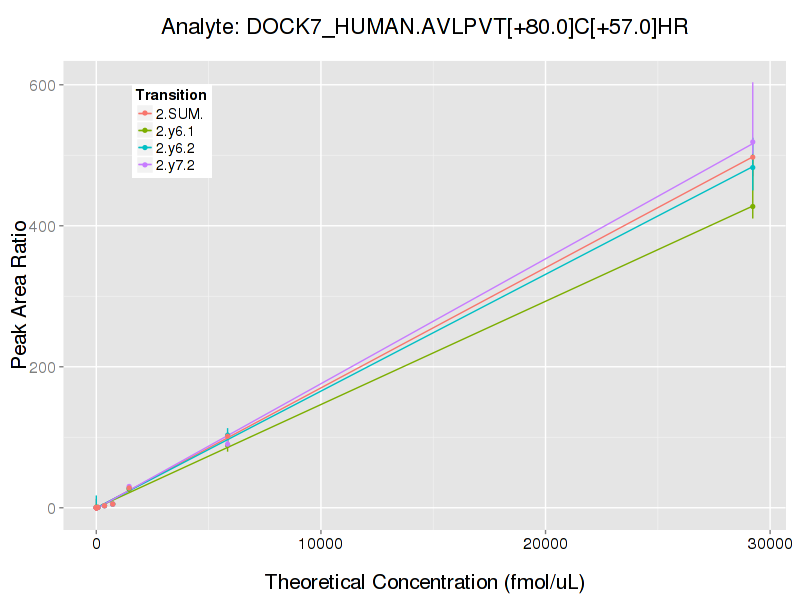 Analyte: DOCK7_HUMAN.AVLPVT[+80.0]C[+57.0]HR
Transition
2.SUM.
2.y6.1
2.y6.2
2.y7.2
Peak Area Ratio
600
400
200
0
0 10000 20000 30000
Theoretical Concentration (fmol/uL)